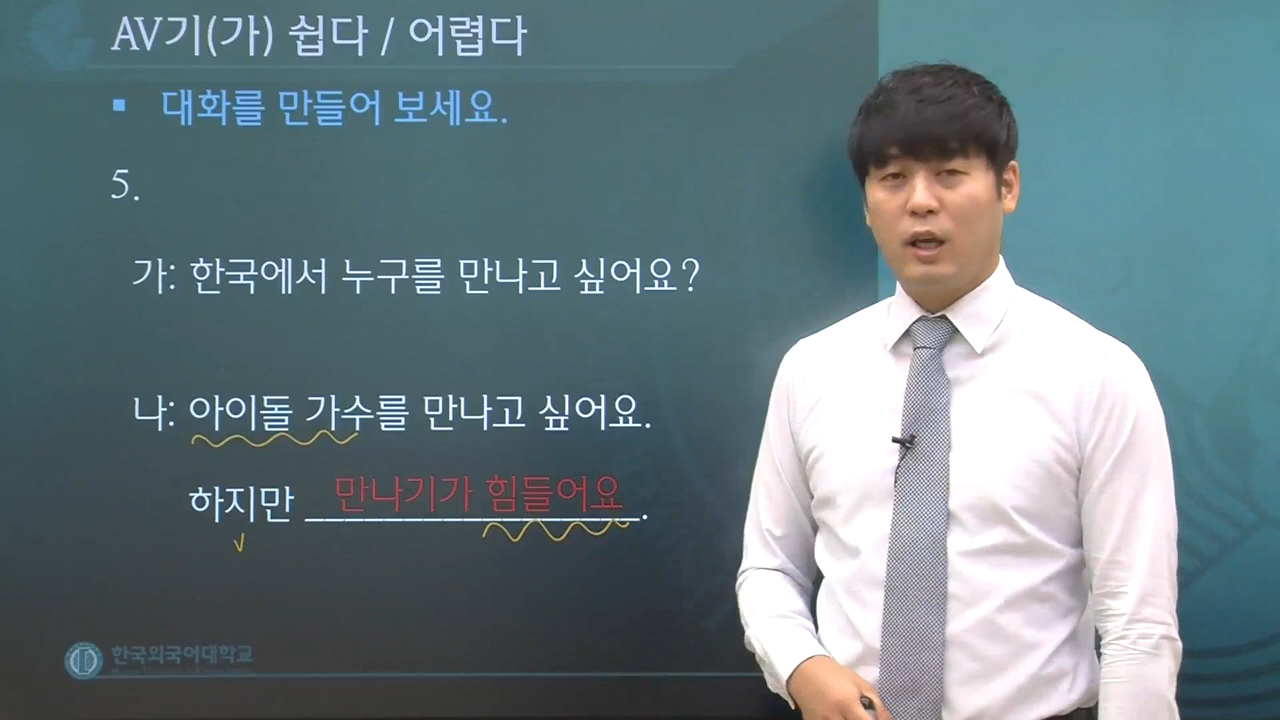 AV기(가) 쉽다 / 어렵다
▪ 대화를 만들어 보세요.
5.
가: 한국에서 누구를 만나고 싶어요?
나: 아이돌 가수를 만나고 싶어요.
하지만 만나기가 힘들어요.
한국외국어대학교